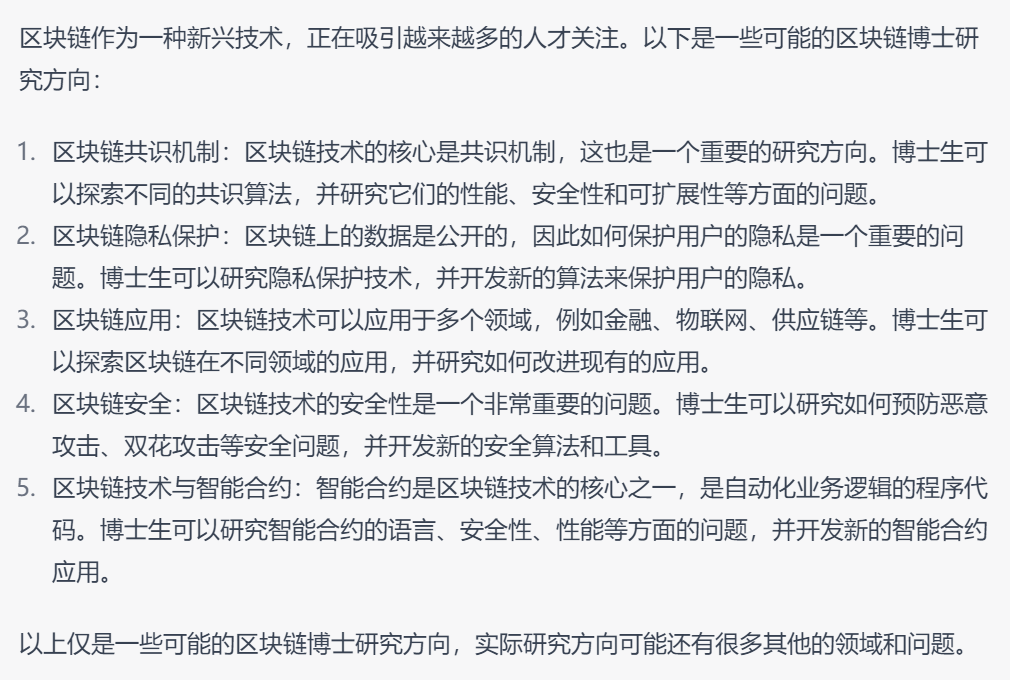 区块链作为一种新兴技术，正在吸引越来越多的人才关注。以下是一些可能的区块链博士研
究方向：
1. 区块链共识机制：区块链技术的核心是共识机制，这也是一个重要的研究方向。博士生可
以探索不同的共识算法，并研究它们的性能、安全性和可扩展性等方面的问题。
2. 区块链隐私保护：区块链上的数据是公开的，因此如何保护用户的隐私是一个重要的问
题。博士生可以研究隐私保护技术，并开发新的算法来保护用户的隐私。
3. 区块链应用：区块链技术可以应用于多个领域，例如金融、物联网、供应链等。博士生可
以探索区块链在不同领域的应用，并研究如何改进现有的应用。
4. 区块链安全：区块链技术的安全性是一个非常重要的问题。博士生可以研究如何预防恶意
攻击、双花攻击等安全问题，并开发新的安全算法和工具。
5. 区块链技术与智能合约：智能合约是区块链技术的核心之一，是自动化业务逻辑的程序代
码。博士生可以研究智能合约的语言、安全性、性能等方面的问题，并开发新的智能合约
应用。
以上仅是一些可能的区块链博士研究方向，实际研究方向可能还有很多其他的领域和问题。